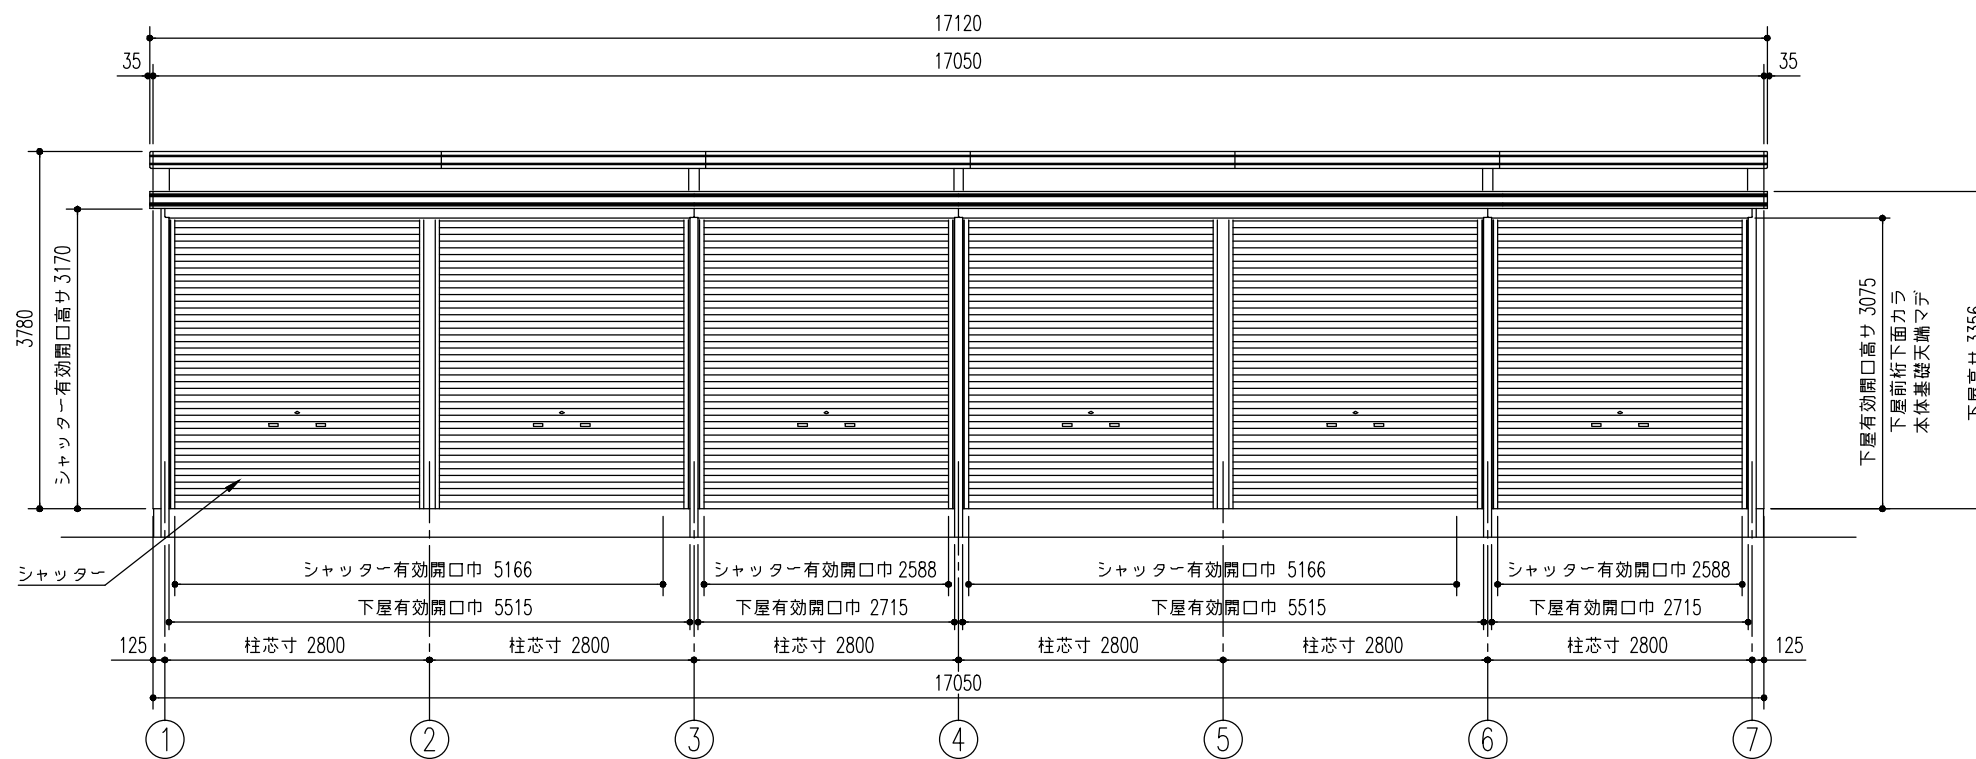 17120
35
17050
35
3780
シャッター有効開口高サ 3170
下屋有効開口高サ 3075
下屋前桁下面カラ
本体基礎天端マデ
下屋高サ 3356
シャッター
シャッター有効開口巾 5166
シャッター有効開口巾 2588
シャッター有効開口巾 5166
シャッター有効開口巾 2588
下屋有効開口巾 5515
下屋有効開口巾 2715
下屋有効開口巾 5515
下屋有効開口巾 2715
125
柱芯寸 2800
柱芯寸 2800
柱芯寸 2800
柱芯寸 2800
柱芯寸 2800
柱芯寸 2800
125
17050
1
2
3
4
5
6
7